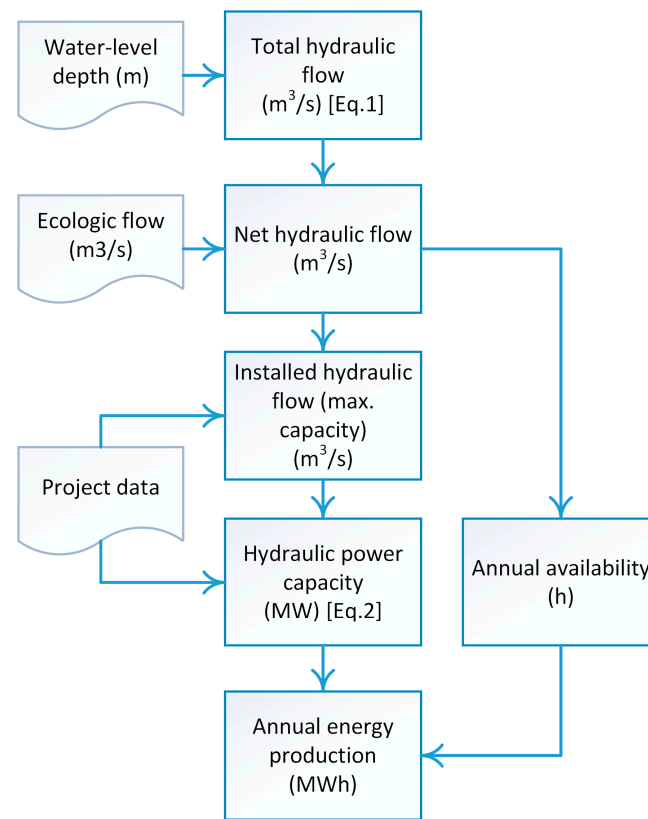 Water-level
depth (m)
Total hydraulic
flow
(m³/s) [Eq.1]
Ecologic flow
(m3/s)
Net hydraulic flow
(m³/s)
Installed hydraulic
flow (max.
capacity)
(m³/s)
Project data
Hydraulic power
capacity
(MW) [Eq.2]
Annual availability
(h)
Annual energy
production
(MWh)